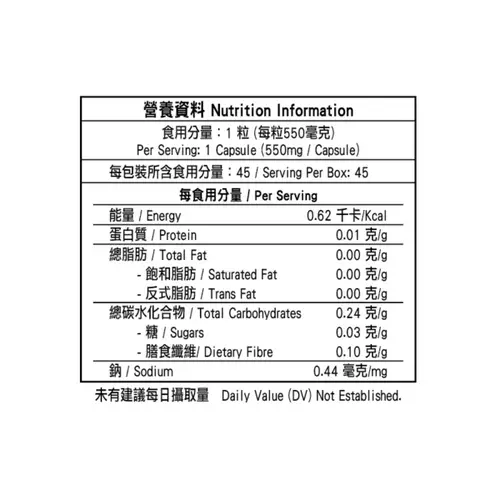 營養資料 Nutrition Information
食用分量：1 粒 (每粒550毫克)
Per Serving: 1 Capsule (550mg / Capsule)
每包裝所含食用分量：45 / Serving Per Box: 45
每食用分量 / Per Serving
能量 / Energy 0.62 千卡/Kcal
蛋白質 / Protein 0.01 克/g
總脂肪 / Total Fat 0.00 克/g
- 飽和脂肪 / Saturated Fat 0.00 克/g
- 反式脂肪 / Trans Fat 0.00 克/g
總碳水化合物 / Total Carbohydrates 0.24 克/g
- 糖 / Sugars 0.03 克/g
- 膳食纖維/ Dietary Fibre 0.10 克/g
鈉 / Sodium 0.44 毫克/mg
未有建議每日攝取量 Daily Value (DV) Not Established.